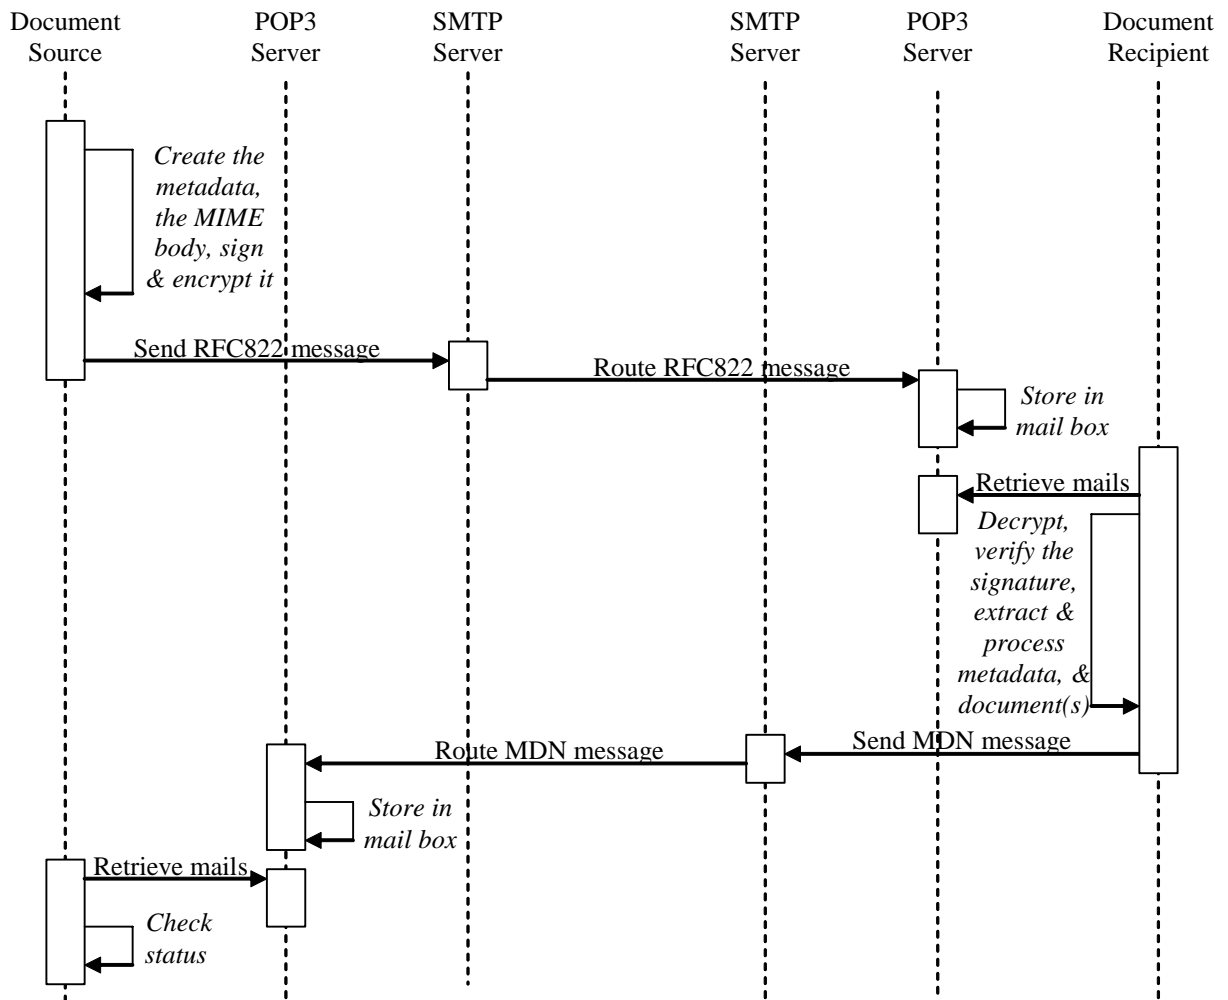 Document
Source
POP3
Server
SMTP
Server
SMTP
Server
POP3
Server
Document
Recipient
Create the
metadata,
the MIME
body, sign
& encrypt it
Send RFC822 message
Route RFC822 message
Store in
mail box
Retrieve mails
Decrypt,
verify the
signature,
extract &
process
metadata, &
document(s)
Send MDN message
Route MDN message
Store in
mail box
Retrieve mails
Check
status